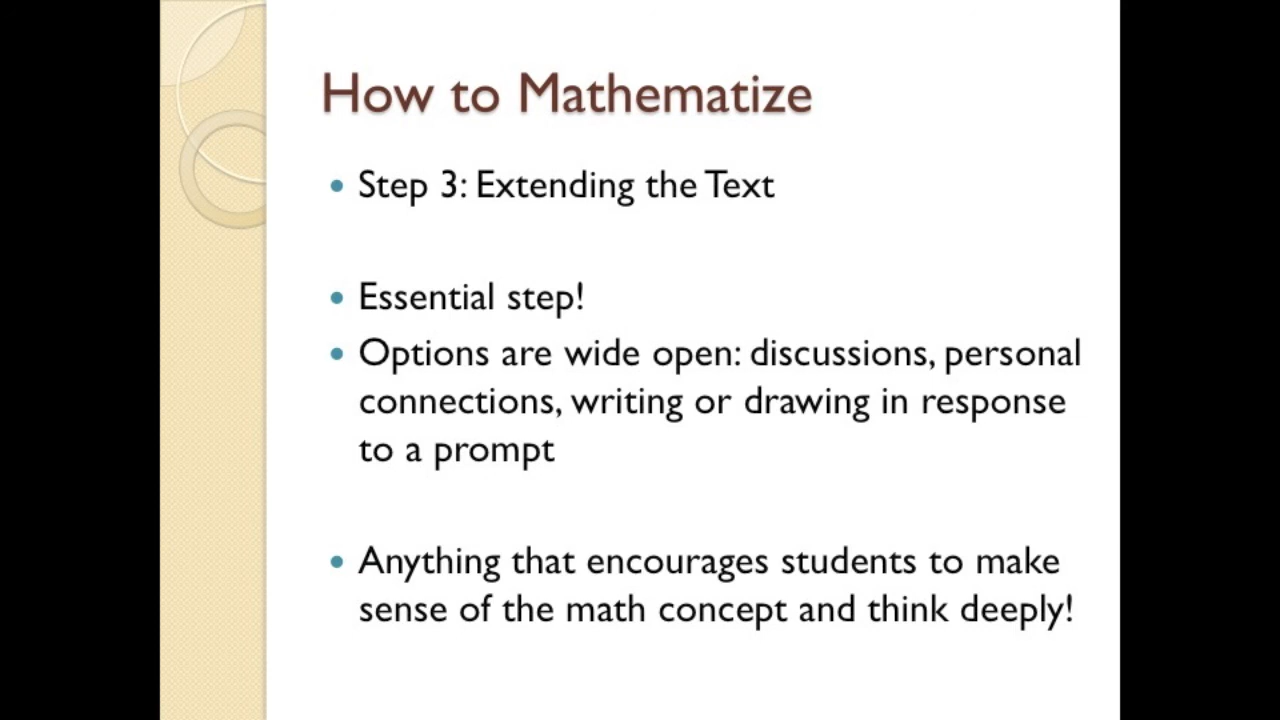 How to Mathematize
• Step 3: Extending the Text
• Essential step!
• Options are wide open: discussions, personal
connections, writing or drawing in response
to a prompt
• Anything that encourages students to make
sense of the math concept and think deeply!